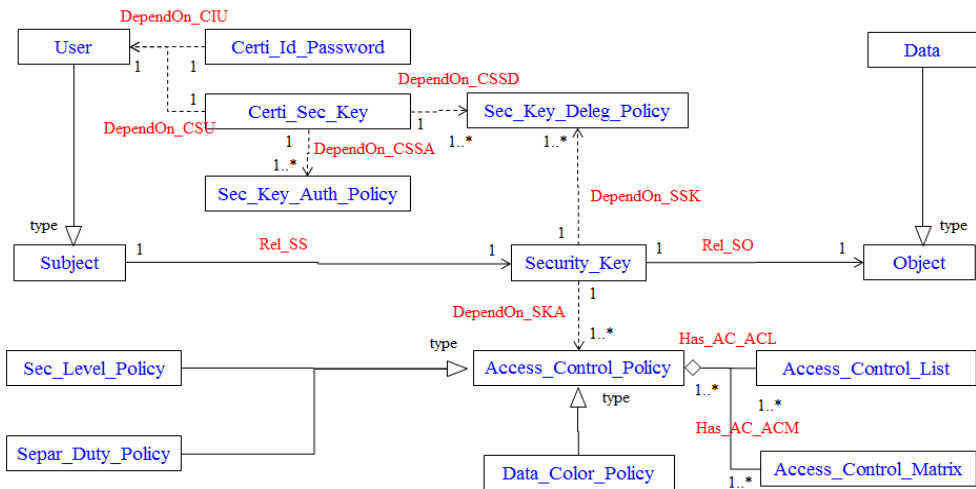 DependOn_CIU
User
Certi_Id_Password
Data
1
1
DependOn_CSSD
1
Certi_Sec_Key
Sec_Key_Deleg_Policy
DependOn_CSU
1
1
DependOn_CSSA
1..*
1..*
1..*
Sec_Key_Auth_Policy
DependOn_SSK
type
type
1
Rel_SS
1
1
1
Rel_SO
1
Subject
Security_Key
Object
1
DependOn_SKA
1..*
Has_AC_ACL
type
Sec_Level_Policy
Access_Control_Policy
Access_Control_List
1..*
type
1..*
Has_AC_ACM
Separ_Duty_Policy
Data_Color_Policy
Access_Control_Matrix
1..*